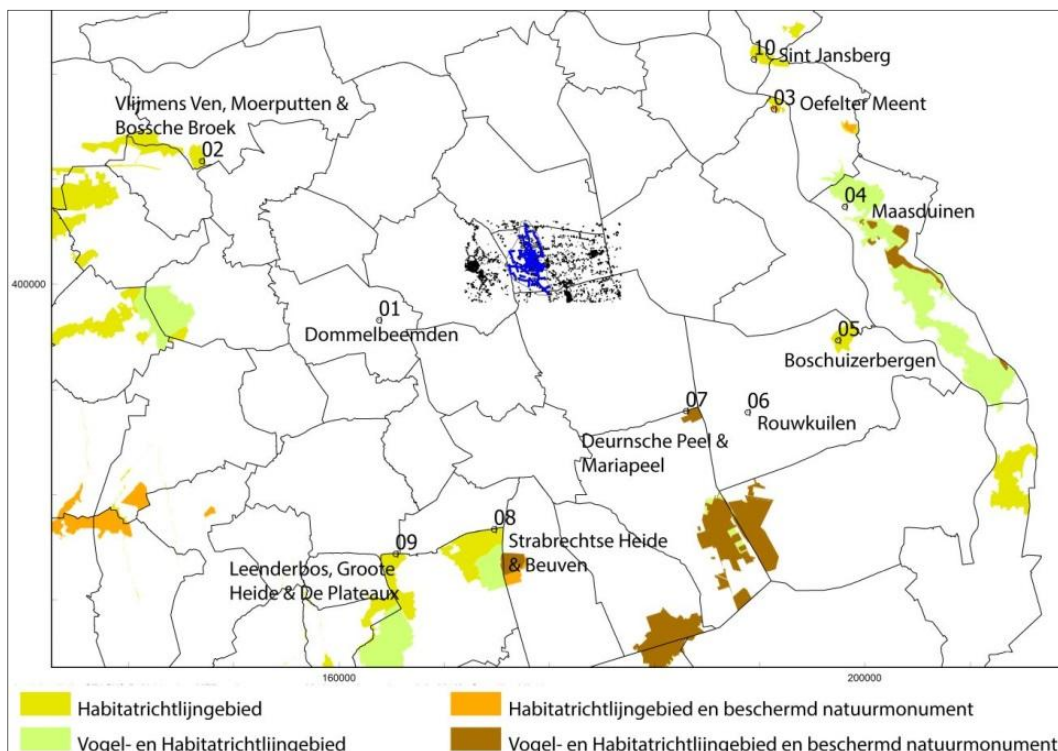 10
Sint Jansberg
03 Oefelter Meent
Vlijmens Ven, Moerputten &
Bossche Broek
02
04
Maasduinen
400000
01
Dommelbeemden
05
Boschuizerbergen
07
06
Rouwkuilen
Deurnsche Peel &
Mariapeel
08
Strabrechtse Heide
& Beuven
09
Leenderbos, Groote
Heide & De Plateaux
160000
200000
Habitatrichtlijngebied
Habitatrichtlijngebied en beschermd natuurmonument
Vogel- en Habitatrichtlijngebied
Vogel- en Habitatrichtlijngebied en beschermd natuurmonument